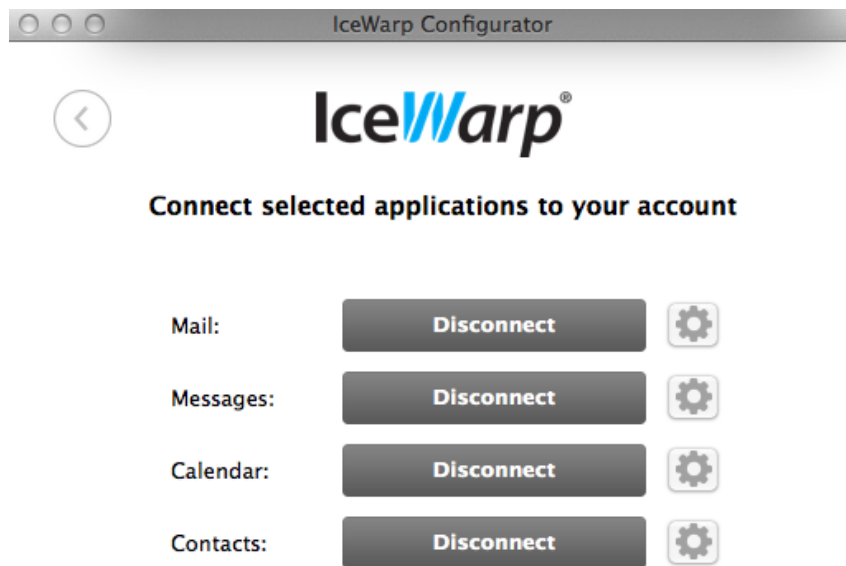 IceWarp Configurator
IceWarp®
Connect selected applications to your account
Mail: Disconnect
Messages: Disconnect
Calendar: Disconnect
Contacts: Disconnect